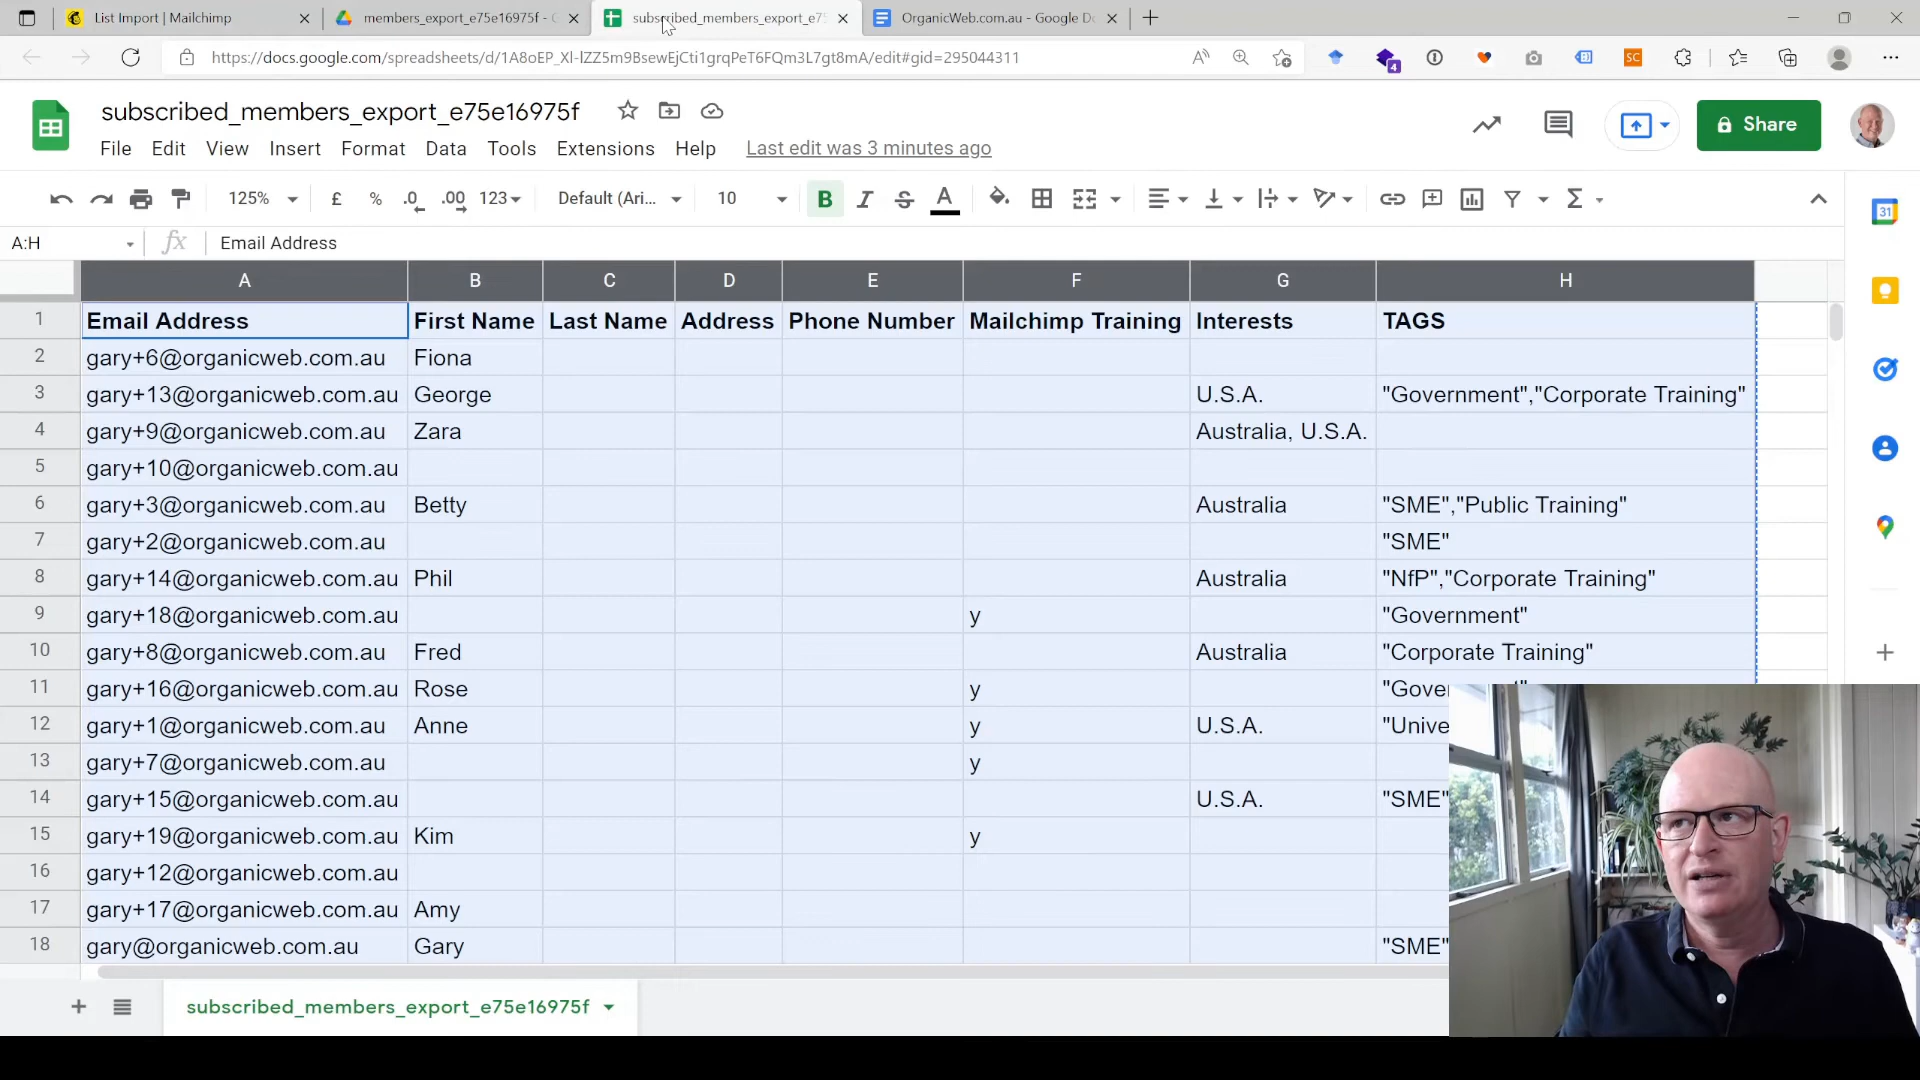 List Import | Mailchimp
members_export_e75e16975f - G
subscribed_members_export_e75
OrganicWeb.com.au - Google Do
https://docs.google.com/spreadsheets/d/1A8oEP_Xl-lZZ5m9BsewEjCti1grqPeT6FQm3L7gt8mA/edit#gid=295044311
4
SC
subscribed_members_export_e75e16975f
Share
File Edit View Insert Format Data Tools Extensions Help Last edit was 3 minutes ago
125% £ % .0 .00 123 Default (Ari... 10 B I S A Σ
31
A:H fx Email Address
A B C D E F G H
1 Email Address First Name Last Name Address Phone Number Mailchimp Training Interests TAGS
2 gary+6@organicweb.com.au Fiona
3 gary+13@organicweb.com.au George U.S.A. "Government","Corporate Training"
4 gary+9@organicweb.com.au Zara Australia, U.S.A.
5 gary+10@organicweb.com.au
6 gary+3@organicweb.com.au Betty Australia "SME","Public Training"
7 gary+2@organicweb.com.au "SME"
8 gary+14@organicweb.com.au Phil Australia "NfP","Corporate Training"
9 gary+18@organicweb.com.au y "Government"
10 gary+8@organicweb.com.au Fred Australia "Corporate Training"
11 gary+16@organicweb.com.au Rose y "Gove
12 gary+1@organicweb.com.au Anne y U.S.A. "Unive
13 gary+7@organicweb.com.au y
14 gary+15@organicweb.com.au U.S.A. "SME"
15 gary+19@organicweb.com.au Kim y
16 gary+12@organicweb.com.au
17 gary+17@organicweb.com.au Amy
18 gary@organicweb.com.au Gary "SME"
subscribed_members_export_e75e16975f